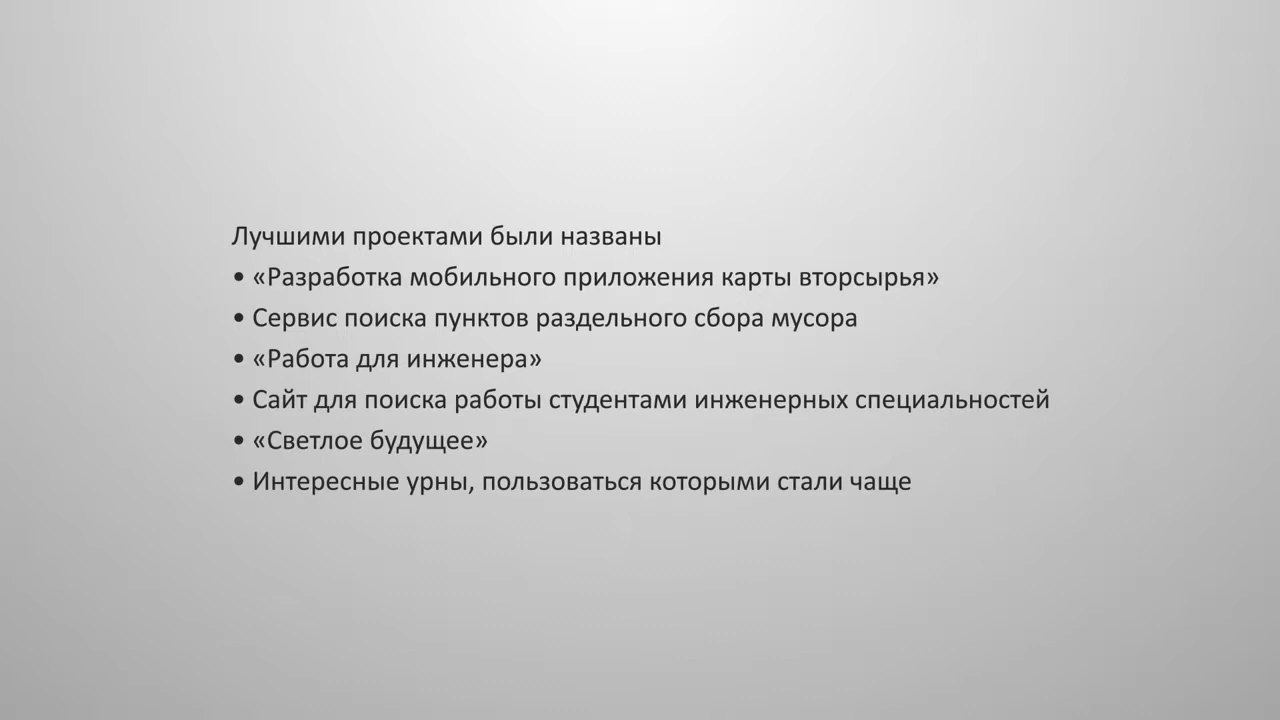 Лучшими проектами были названы
• «Разработка мобильного приложения карты вторсырья»
• Сервис поиска пунктов раздельного сбора мусора
• «Работа для инженера»
• Сайт для поиска работы студентами инженерных специальностей
• «Светлое будущее»
• Интересные урны, пользоваться которыми стали чаще